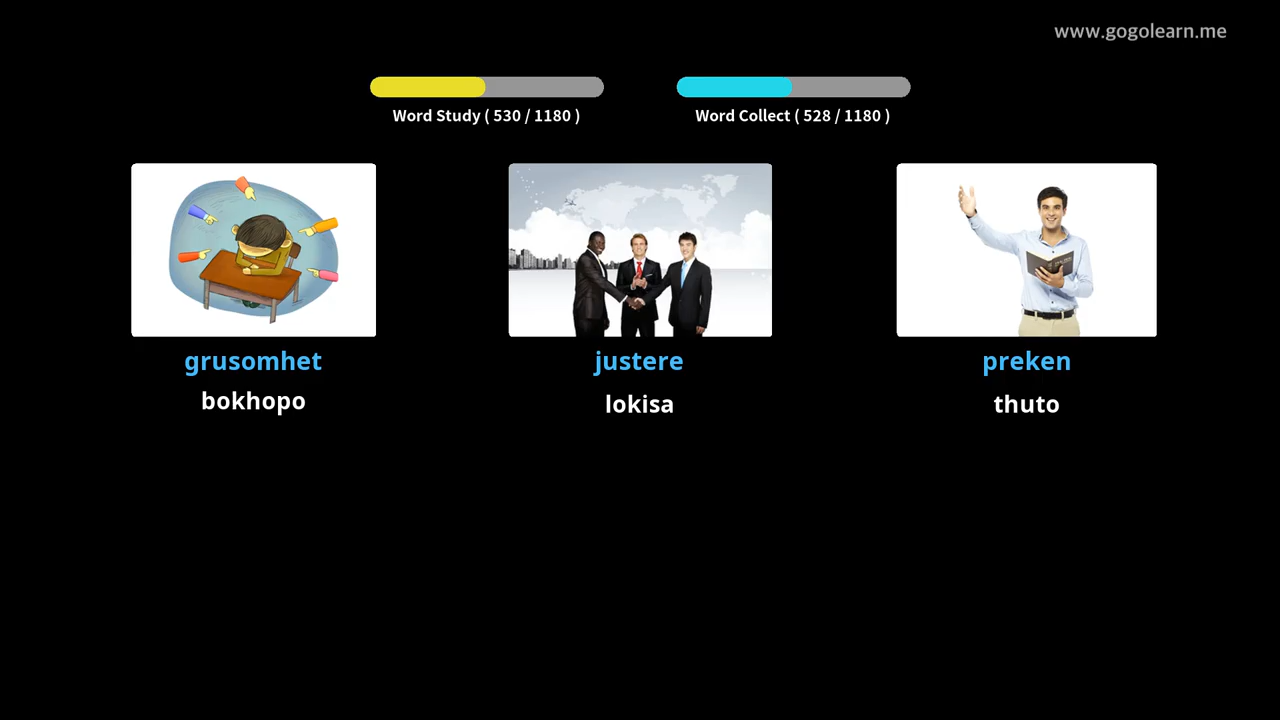 www.gogolearn.me
Word Study ( 530 / 1180 )
Word Collect ( 528 / 1180 )
grusomhet
justere
preken
bokhopo
lokisa
thuto